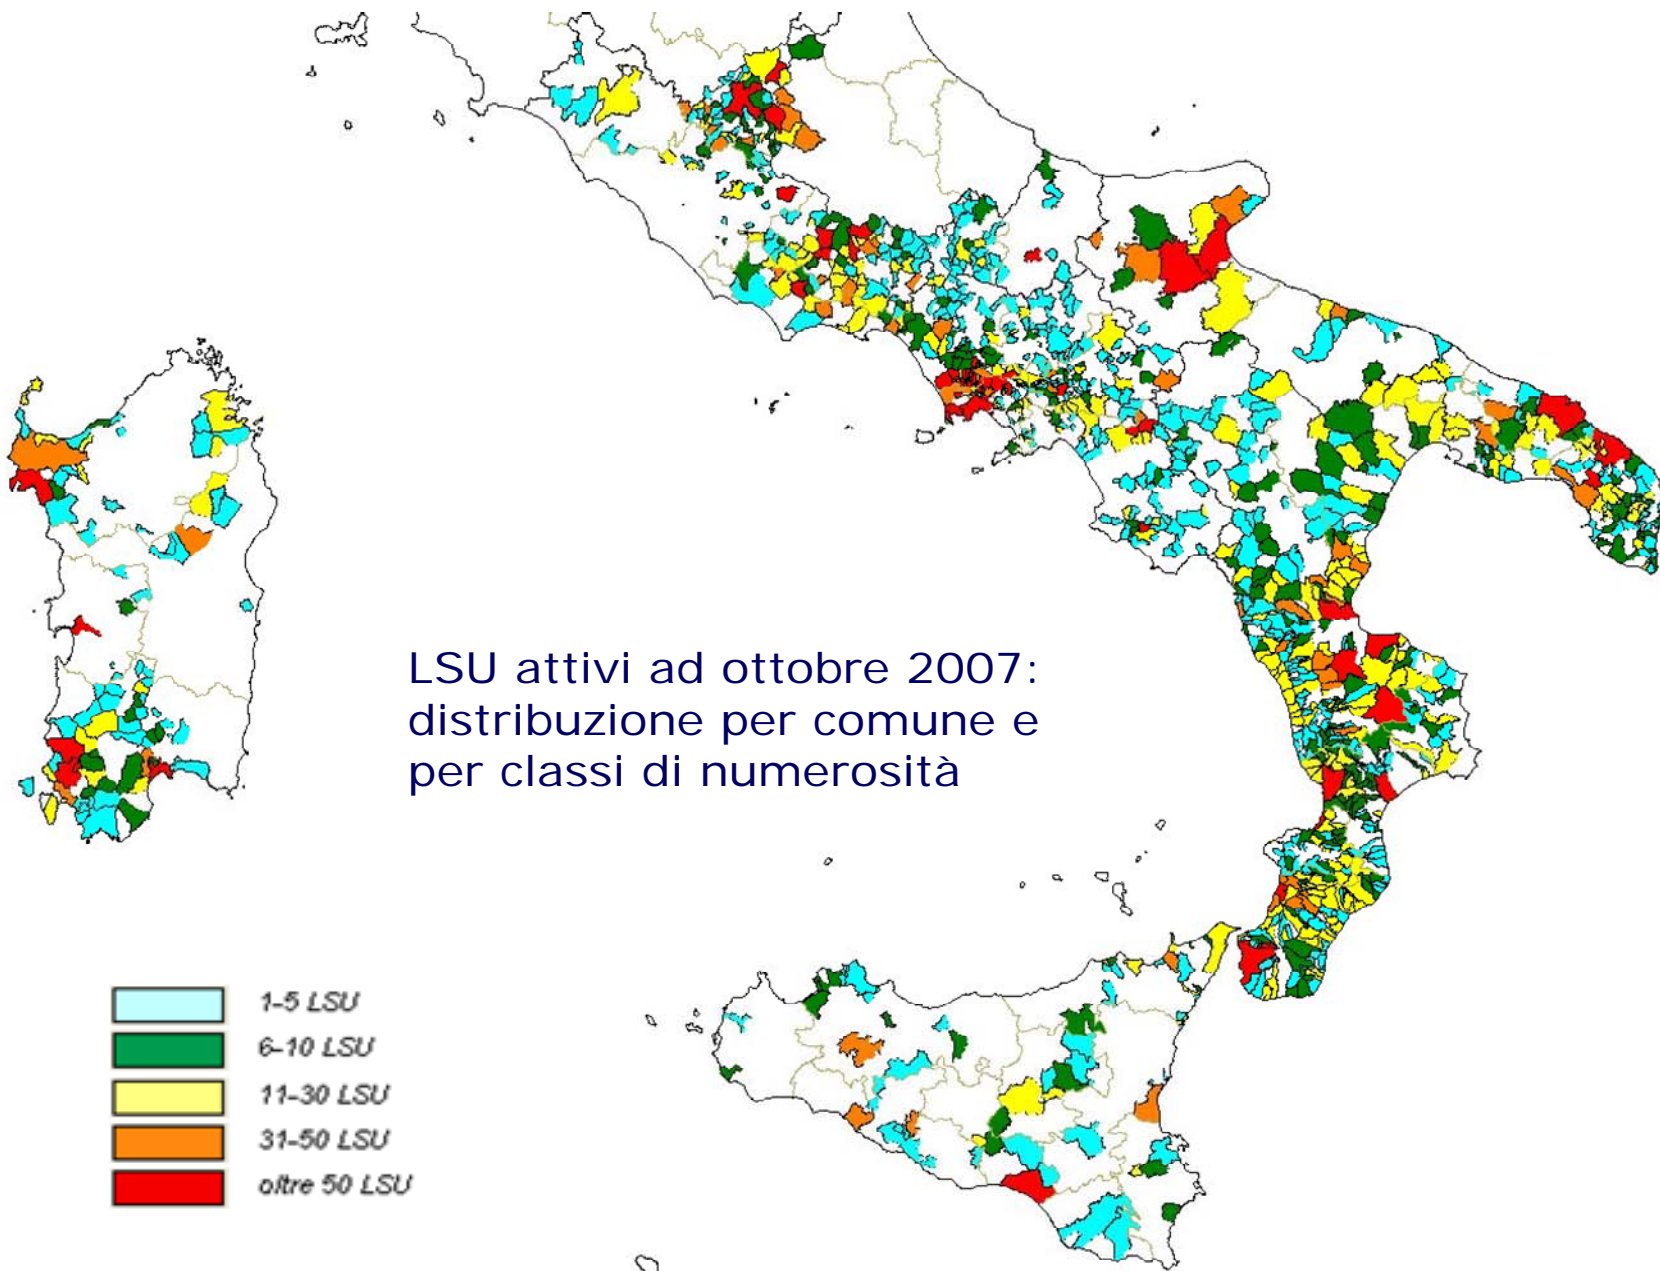 LSU attivi ad ottobre 2007:
distribuzione per comune e
per classi di numerosità
1-5 LSU
6-10 LSU
11-30 LSU
31-50 LSU
oltre 50 LSU